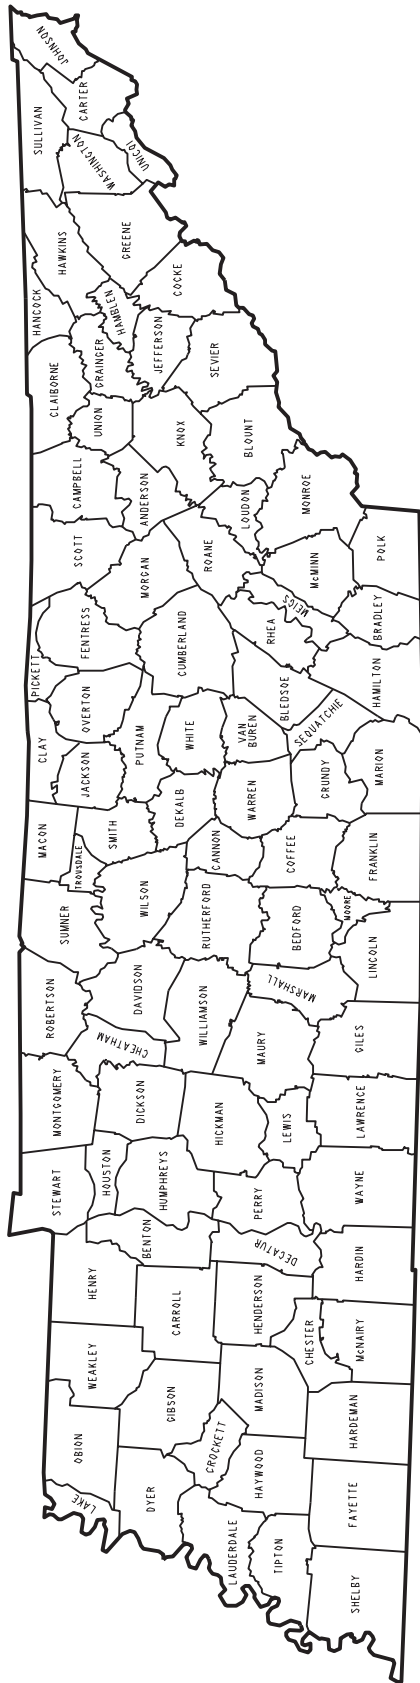 JOHNSON
CARTER
SULLIVAN
UNICOI
WASHINGTON
GREENE
HAWKINS
COCKE
HANCOCK
HAMBLEN
JEFFERSON
GRAINGER
SEVIER
CLAIBORNE
UNION
KNOX
BLOUNT
CAMPBELL
ANDERSON
LOUDON
MONROE
SCOTT
MORGAN
ROANE
McMINN
POLK
MEIGS
BRADLEY
RHEA
FENTRESS
CUMBERLAND
PICKETT
OVERTON
BLEDSOE
HAMILTON
SEQUATCHIE
CLAY
PUTNAM
WHITE
VAN
BUREN
JACKSON
MARION
GRUNDY
WARREN
DEKALB
MACON
SMITH
CANNON
COFFEE
FRANKLIN
TROUSDALE
WILSON
RUTHERFORD
BEDFORD
MOORE
SUMNER
LINCOLN
MARSHALL
DAVIDSON
ROBERTSON
WILLIAMSON
CHEATHAM
MAURY
GILES
MONTGOMERY
DICKSON
HICKMAN
LEWIS
LAWRENCE
STEWART
HOUSTON
HUMPHREYS
PERRY
WAYNE
BENTON
DECATUR
HARDIN
HENRY
CARROLL
HENDERSON
CHESTER
McNAIRY
WEAKLEY
GIBSON
MADISON
HARDEMAN
OBION
CROCKETT
HAYWOOD
LAKE
DYER
FAYETTE
LAUDERDALE
TIPTON
SHELBY